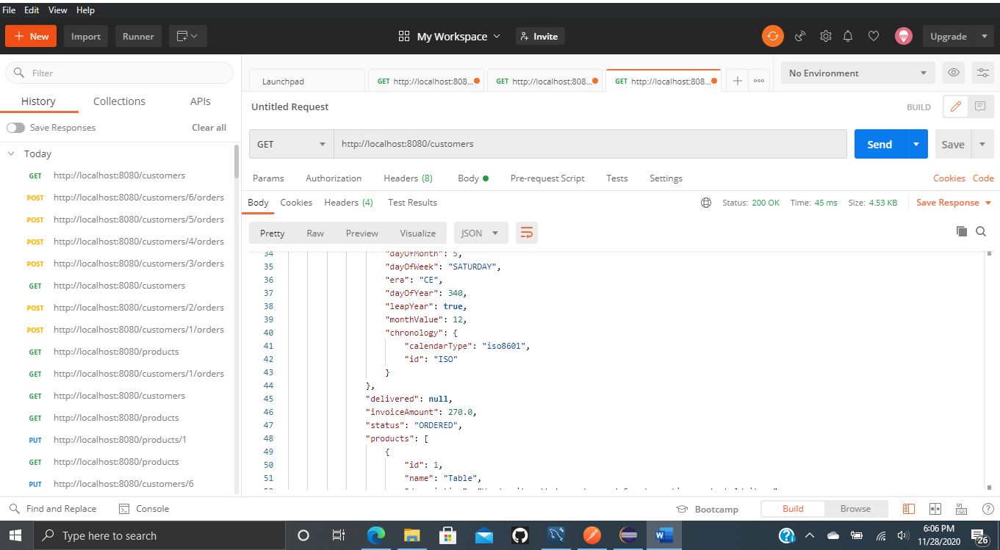 File Edit View Help
New Import Runner My Workspace Invite Upgrade
Filter
History Collections APIs
Save Responses Clear all
Today
GET http://localhost:8080/customers
POST http://localhost:8080/customers/6/orders
POST http://localhost:8080/customers/5/orders
POST http://localhost:8080/customers/4/orders
POST http://localhost:8080/customers/3/orders
GET http://localhost:8080/customers
POST http://localhost:8080/customers/2/orders
POST http://localhost:8080/customers/1/orders
GET http://localhost:8080/products
GET http://localhost:8080/customers/1/orders
GET http://localhost:8080/customers
GET http://localhost:8080/products
PUT http://localhost:8080/products/1
GET http://localhost:8080/products
PUT http://localhost:8080/customers/6
Launchpad GET http://localhost:808... GET http://localhost:808... GET http://localhost:808... No Environment
Untitled Request BUILD
GET http://localhost:8080/customers Send Save
Params Authorization Headers (8) Body Pre-request Script Tests Settings Cookies Code
Body Cookies Headers (4) Test Results Status: 200 OK Time: 45 ms Size: 4.53 KB Save Response
Pretty Raw Preview Visualize JSON
34 "dayOfMonth": 5,
35 "dayOfWeek": "SATURDAY",
36 "era": "CE",
37 "dayOfYear": 340,
38 "leapYear": true,
39 "monthValue": 12,
40 "chronology": {
41 "calendarType": "iso8601",
42 "id": "ISO"
43 }
44 },
45 "delivered": null,
46 "invoiceAmount": 270.0,
47 "status": "ORDERED",
48 "products": [
49 {
50 "id": 1,
51 "name": "Table",
Find and Replace Console Bootcamp Build Browse
Type here to search
6:06 PM
11/28/2020
26